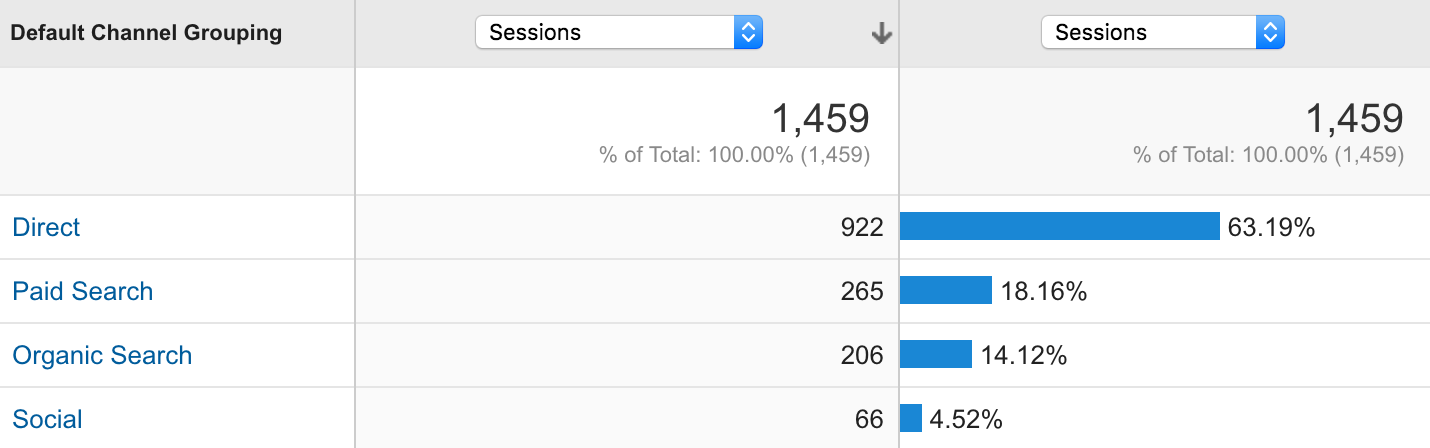 Default Channel Grouping Sessions Sessions
1,459 1,459
% of Total: 100.00% (1,459) % of Total: 100.00% (1,459)
Direct 922 63.19%
Paid Search 265 18.16%
Organic Search 206 14.12%
Social 66 4.52%